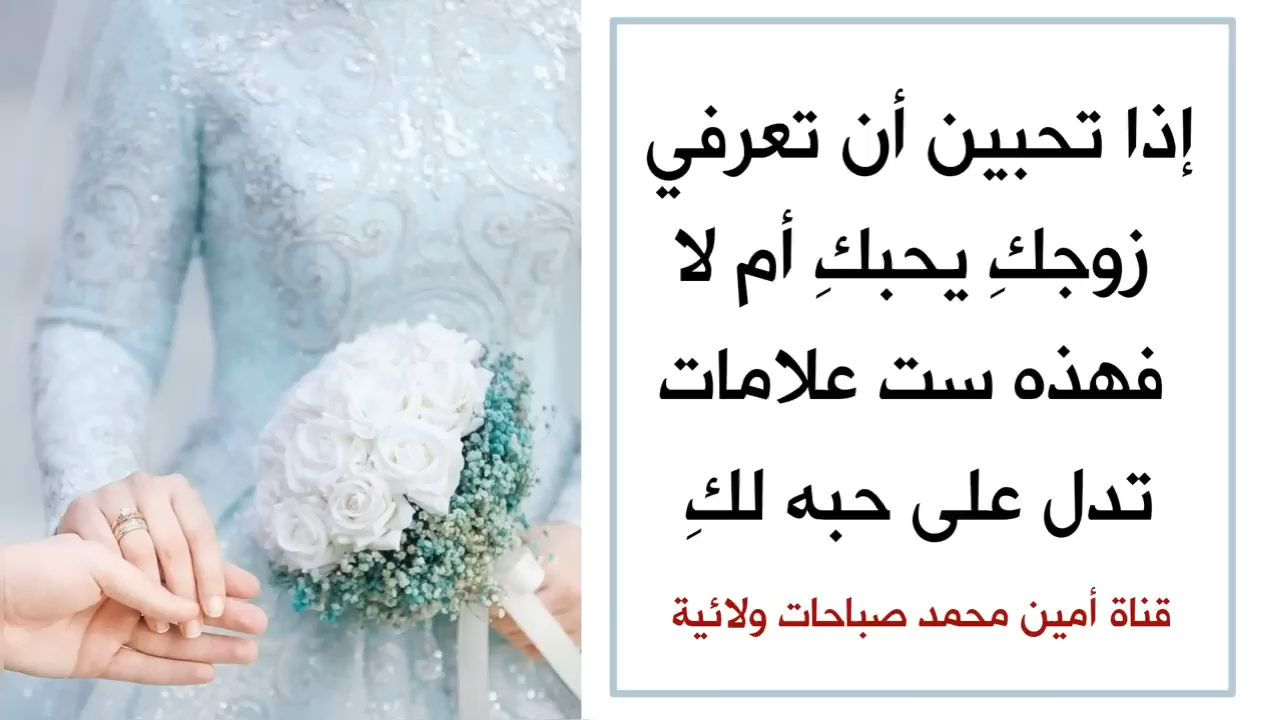 إذا تحبين أن تعرفي
زوجكِ يحبكِ أم لا
فهذه ست علامات
تدل على حبه لكِ
قناة أمين محمد صباحات ولائية